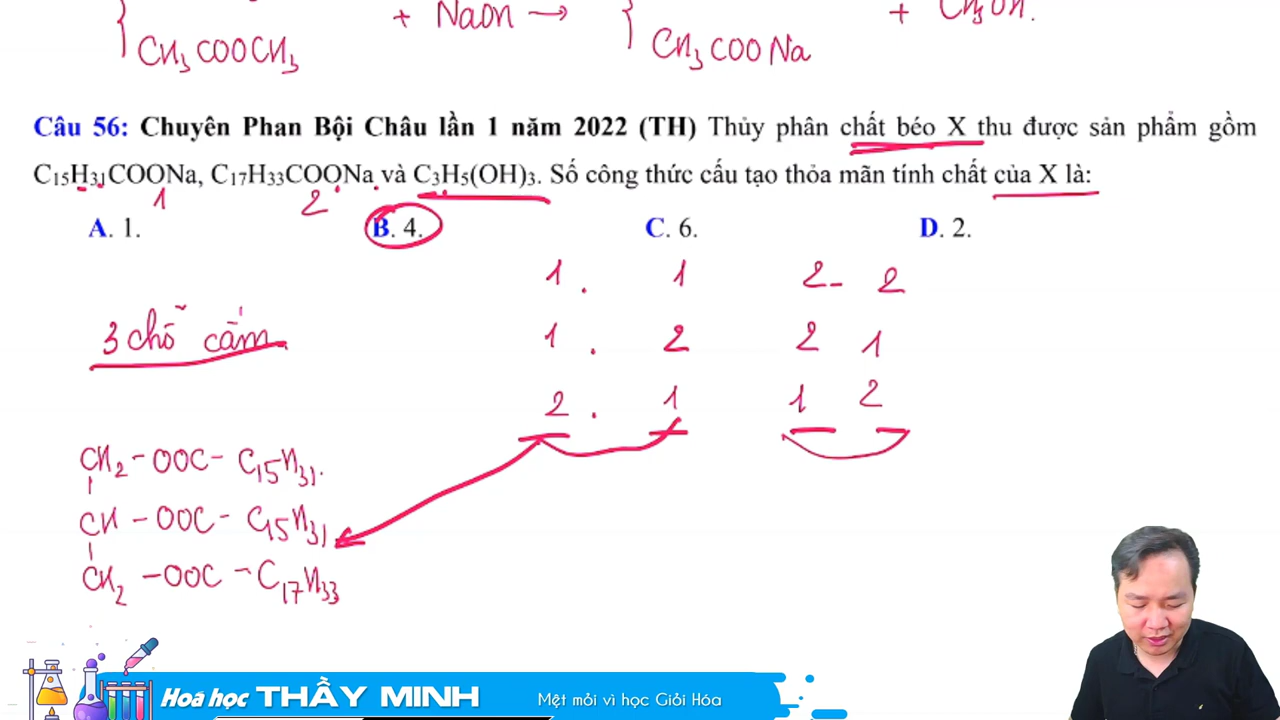 + NaOH → + CH3OH.
CH3COOCH3 CH3COONa
Câu 56: Chuyên Phan Bội Châu lần 1 năm 2022 (TH) Thủy phân chất béo X thu được sản phẩm gồm
C15H31COONa, C17H33COONa và C3H5(OH)3. Số công thức cấu tạo thỏa mãn tính chất của X là:
1 2
A. 1. B. 4. C. 6. D. 2.
1 . 1 2 - 2
3 chỗ cắm
1 . 2 2 1
2 . 1 1 2
CH2 - OOC - C15H31.
CH - OOC - C15H31
CH2 - OOC - C17H33
Hoá học THẦY MINH Mệt mỏi vì học Giỏi Hóa